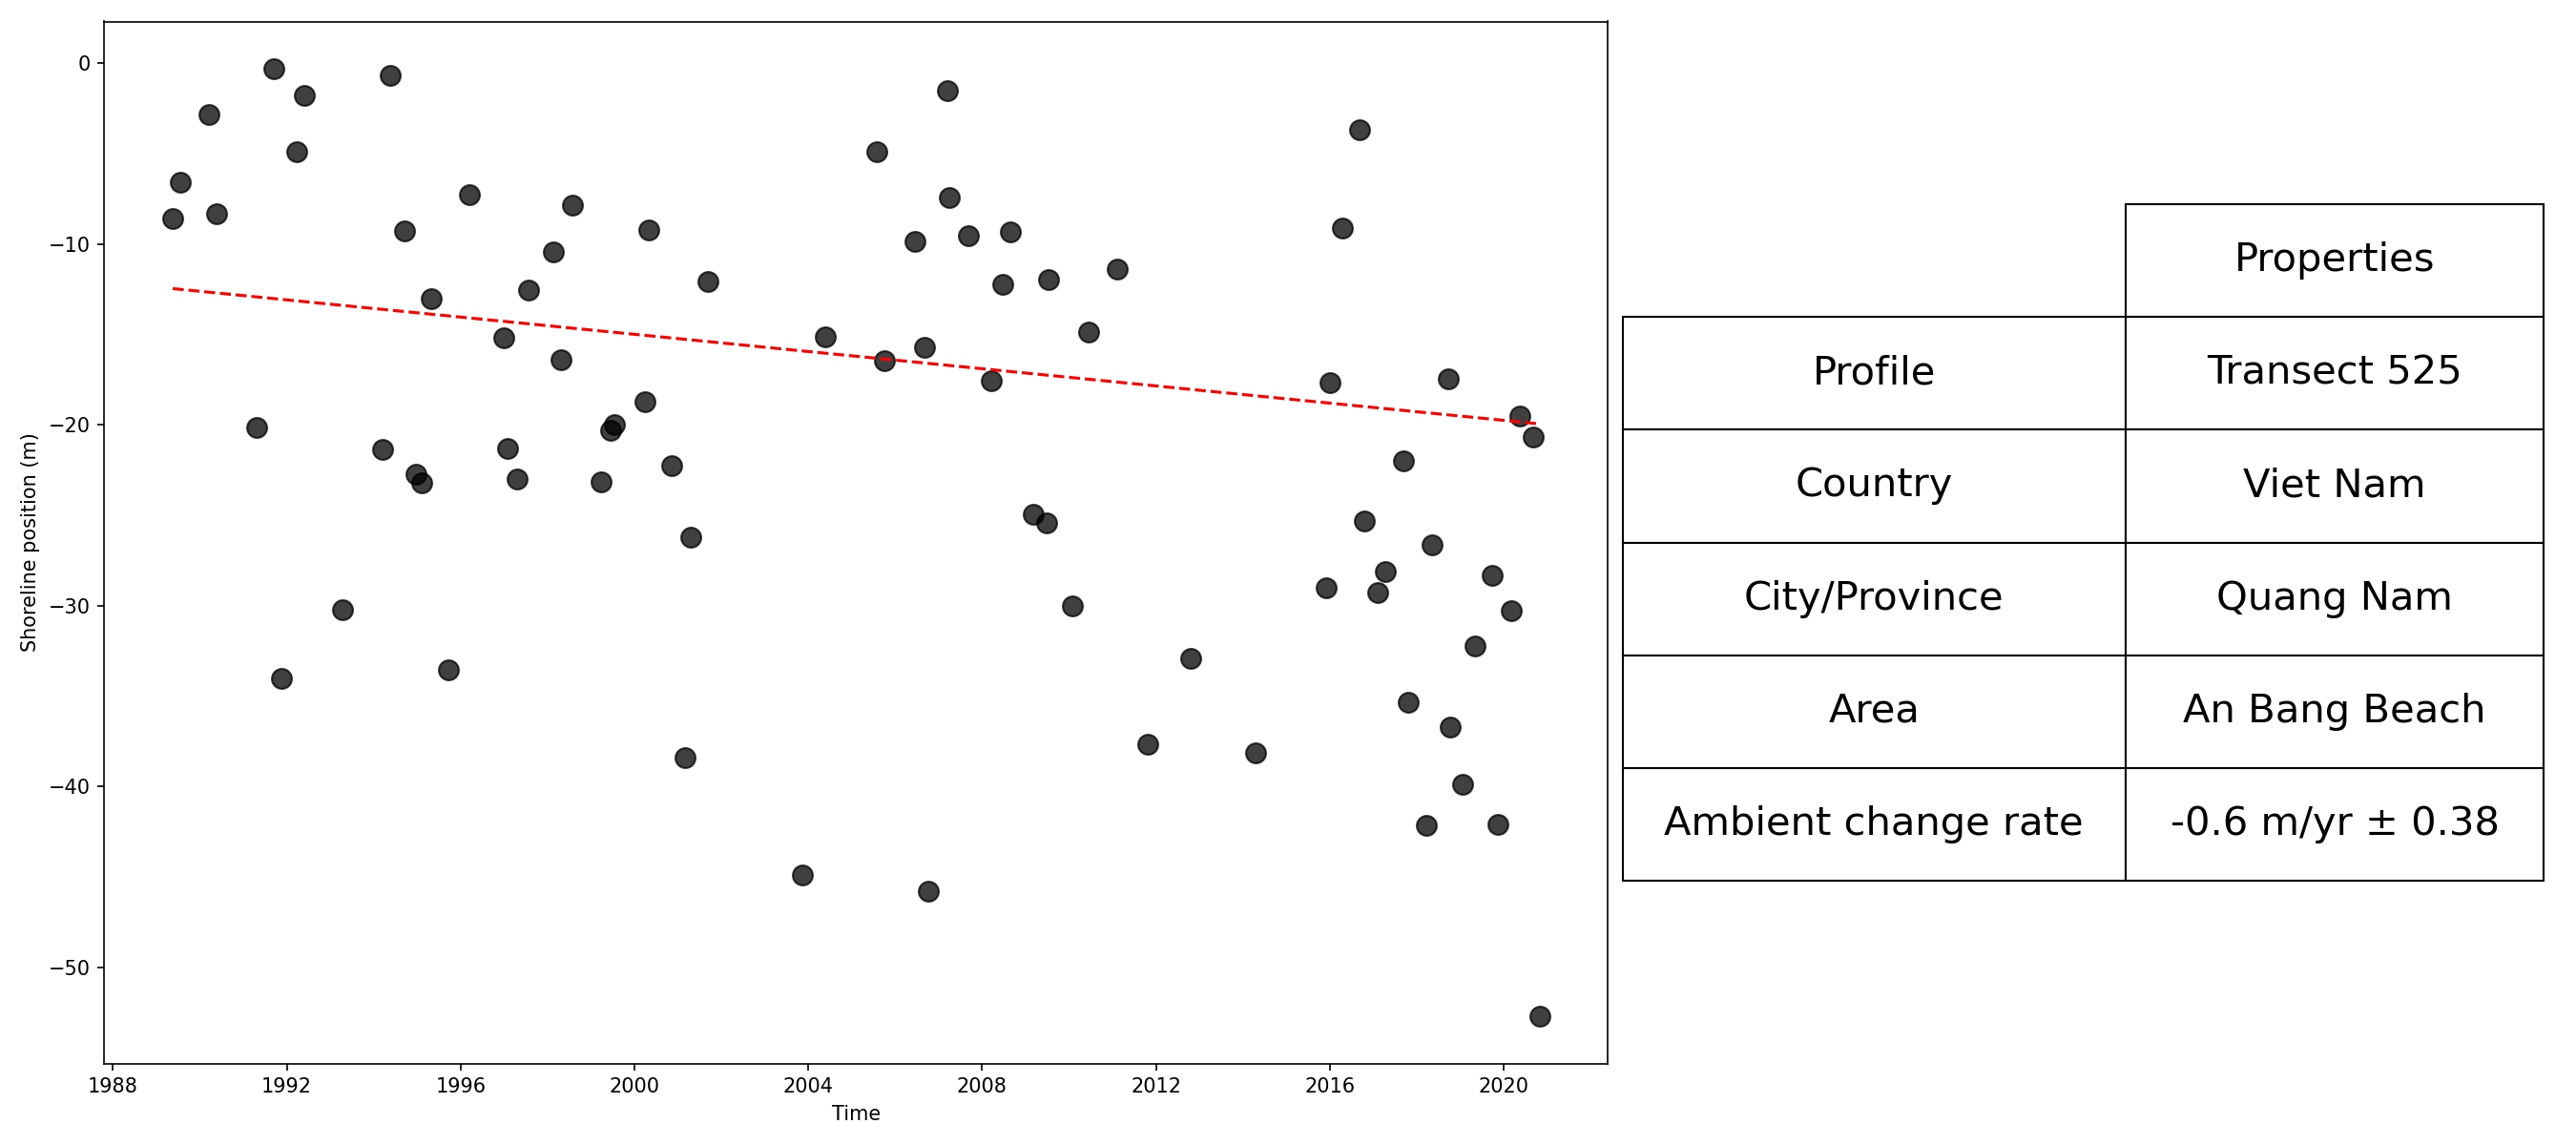 0
−10
−20
−30
−40
−50
Shoreline position (m)
1988 1992 1996 2000 2004 2008 2012 2016 2020
Time
Properties
Profile Transect 525
Country Viet Nam
City/Province Quang Nam
Area An Bang Beach
Ambient change rate -0.6 m/yr ± 0.38